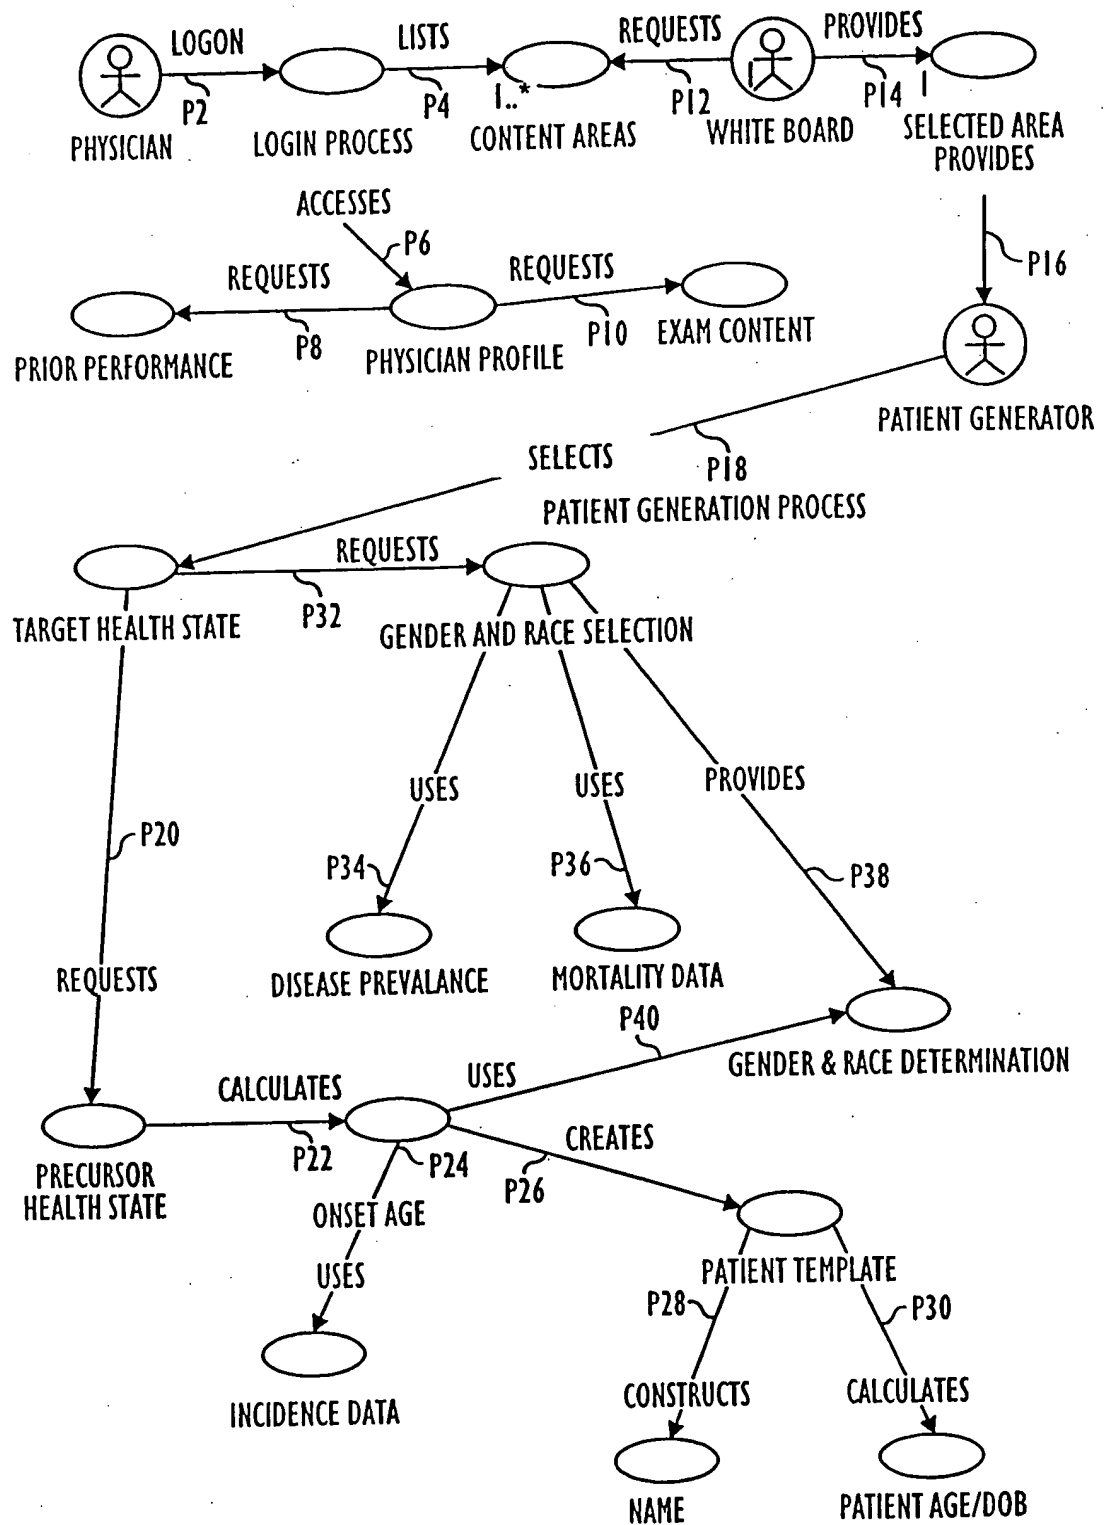 LOGON
LISTS
REQUESTS
PROVIDES
P2
P4
1..*
P12
P14
1
PHYSICIAN
LOGIN PROCESS
CONTENT AREAS
WHITE BOARD
SELECTED AREA
PROVIDES
ACCESSES
P6
P16
REQUESTS
REQUESTS
P8
P10
PRIOR PERFORMANCE
PHYSICIAN PROFILE
EXAM CONTENT
PATIENT GENERATOR
SELECTS
P18
PATIENT GENERATION PROCESS
REQUESTS
P32
TARGET HEALTH STATE
GENDER AND RACE SELECTION
USES
USES
PROVIDES
P20
P34
P36
P38
REQUESTS
DISEASE PREVALANCE
MORTALITY DATA
P40
GENDER & RACE DETERMINATION
CALCULATES
USES
P22
P24
CREATES
P26
PRECURSOR
HEALTH STATE
ONSET AGE
USES
PATIENT TEMPLATE
P28
P30
INCIDENCE DATA
CONSTRUCTS
CALCULATES
NAME
PATIENT AGE/DOB